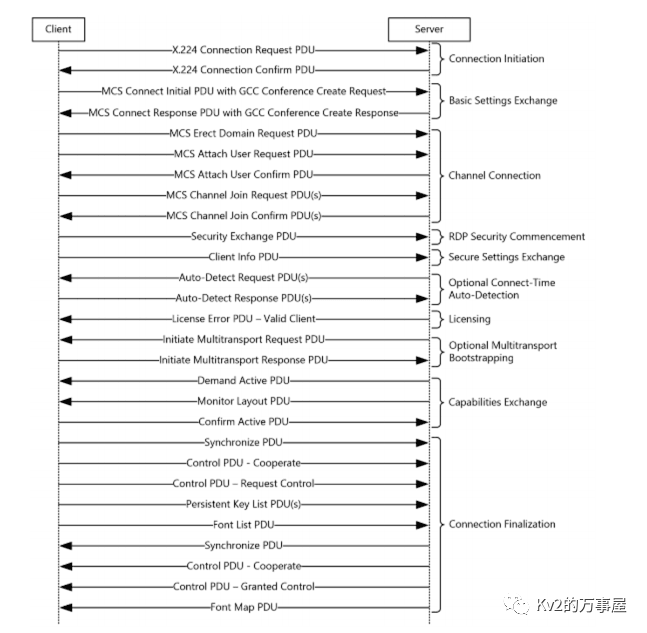 Client
Server
X.224 Connection Request PDU
X.224 Connection Confirm PDU
Connection Initiation
MCS Connect Initial PDU with GCC Conference Create Request
MCS Connect Response PDU with GCC Conference Create Response
Basic Settings Exchange
MCS Erect Domain Request PDU
MCS Attach User Request PDU
MCS Attach User Confirm PDU
MCS Channel Join Request PDU(s)
MCS Channel Join Confirm PDU(s)
Channel Connection
Security Exchange PDU
RDP Security Commencement
Client Info PDU
Secure Settings Exchange
Auto-Detect Request PDU(s)
Auto-Detect Response PDU(s)
Optional Connect-Time
Auto-Detection
License Error PDU – Valid Client
Licensing
Initiate Multitransport Request PDU
Initiate Multitransport Response PDU
Optional Multitransport
Bootstrapping
Demand Active PDU
Monitor Layout PDU
Confirm Active PDU
Capabilities Exchange
Synchronize PDU
Control PDU - Cooperate
Control PDU – Request Control
Persistent Key List PDU(s)
Font List PDU
Synchronize PDU
Control PDU - Cooperate
Control PDU – Granted Control
Font Map PDU
Connection Finalization
Kv2的万事屋